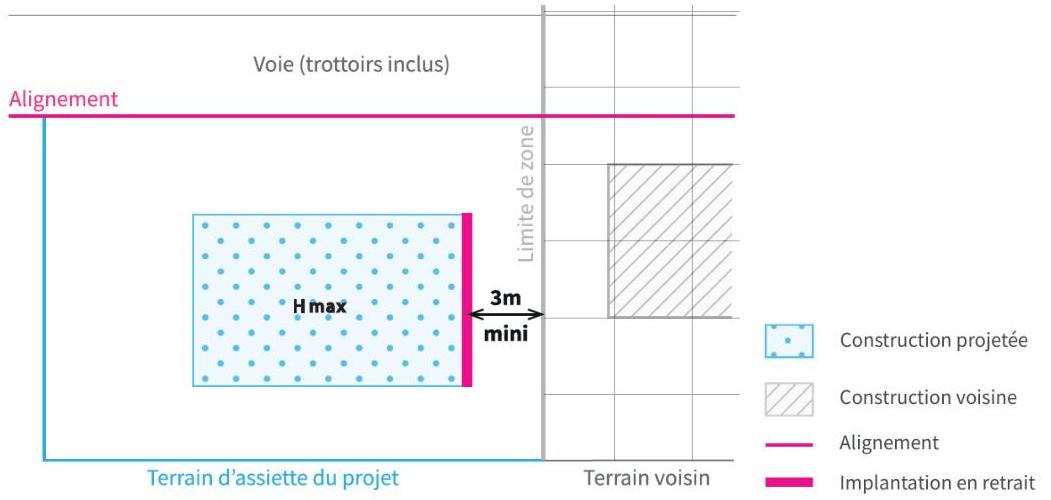 Voie (trottoirs inclus)
Alignement
Limite de zone
H max
3m
mini
Terrain d'assiette du projet
Terrain voisin
Construction projetée
Construction voisine
Alignement
Implantation en retrait